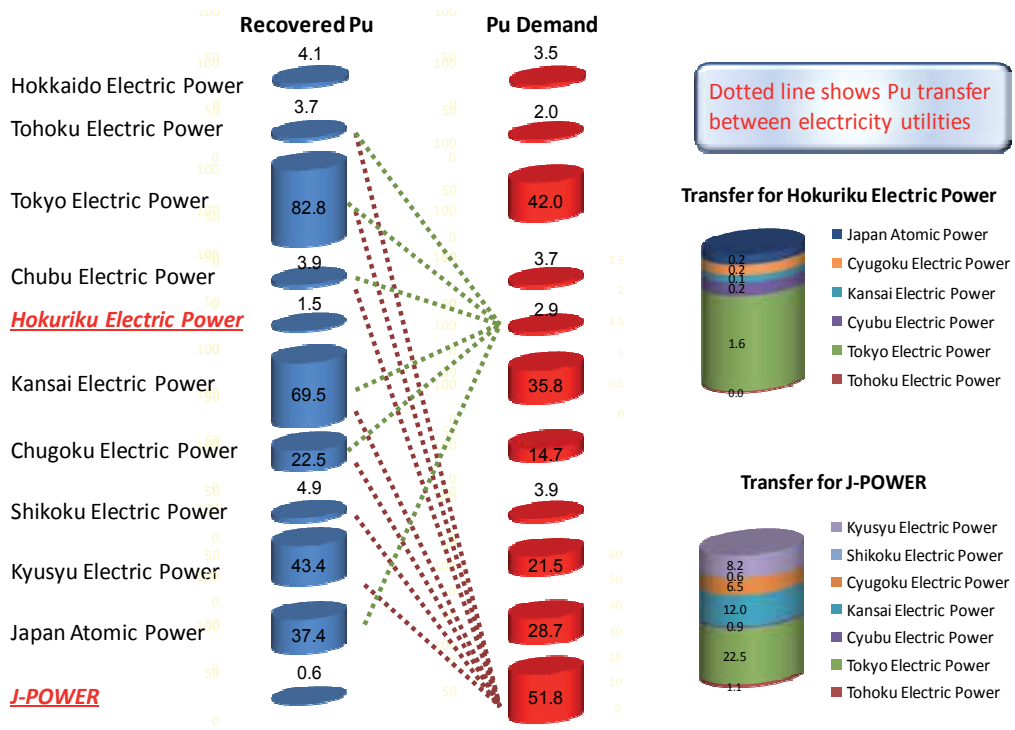 Recovered Pu
Pu Demand
Hokkaido Electric Power
4.1
3.5
Tohoku Electric Power
3.7
2.0
Tokyo Electric Power
82.8
42.0
Chubu Electric Power
3.9
3.7
Hokuriku Electric Power
1.5
2.9
Kansai Electric Power
69.5
35.8
Chugoku Electric Power
22.5
14.7
Shikoku Electric Power
4.9
3.9
Kyusyu Electric Power
43.4
21.5
Japan Atomic Power
37.4
28.7
J-POWER
0.6
51.8
Dotted line shows Pu transfer
between electricity utilities
Transfer for Hokuriku Electric Power
0.2
0.2
0.1
0.2
1.6
0.0
Japan Atomic Power
Cyugoku Electric Power
Kansai Electric Power
Cyubu Electric Power
Tokyo Electric Power
Tohoku Electric Power
Transfer for J-POWER
8.2
0.6
6.5
12.0
0.9
22.5
1.1
Kyusyu Electric Power
Shikoku Electric Power
Cyugoku Electric Power
Kansai Electric Power
Cyubu Electric Power
Tokyo Electric Power
Tohoku Electric Power